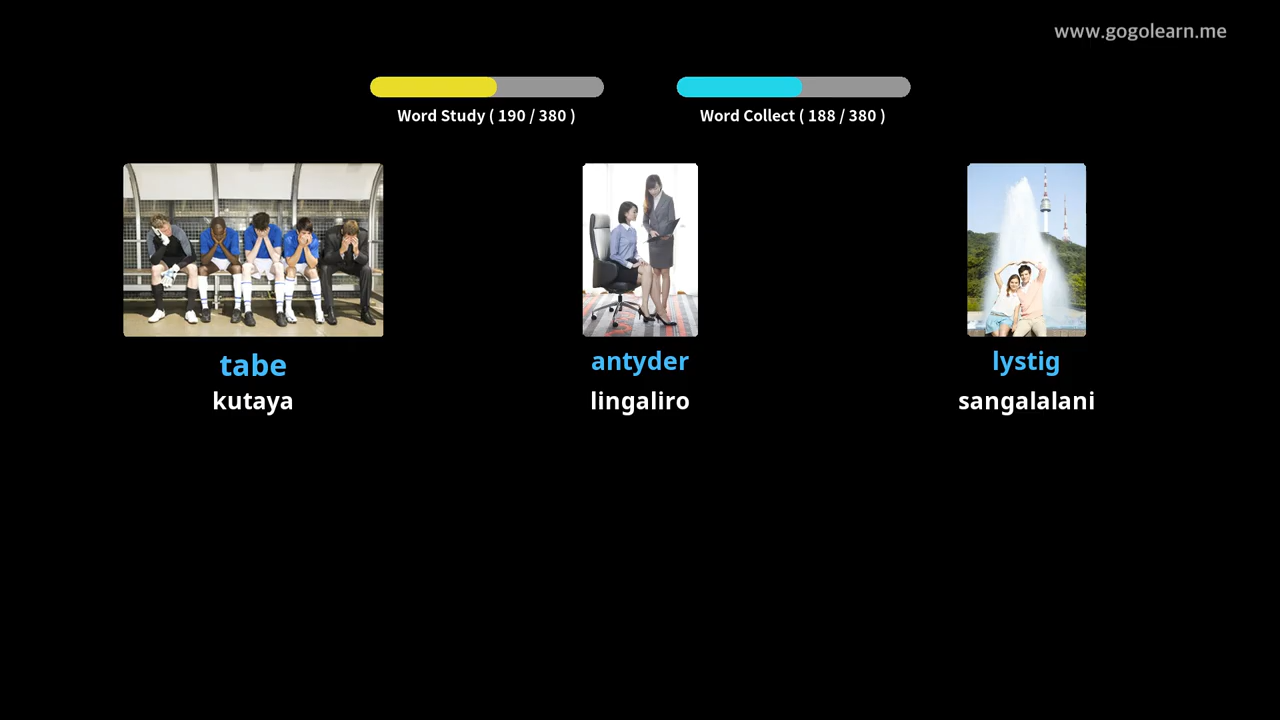 www.gogolearn.me
Word Study ( 190 / 380 )
Word Collect ( 188 / 380 )
tabe
antyder
lystig
kutaya
lingaliro
sangalalani